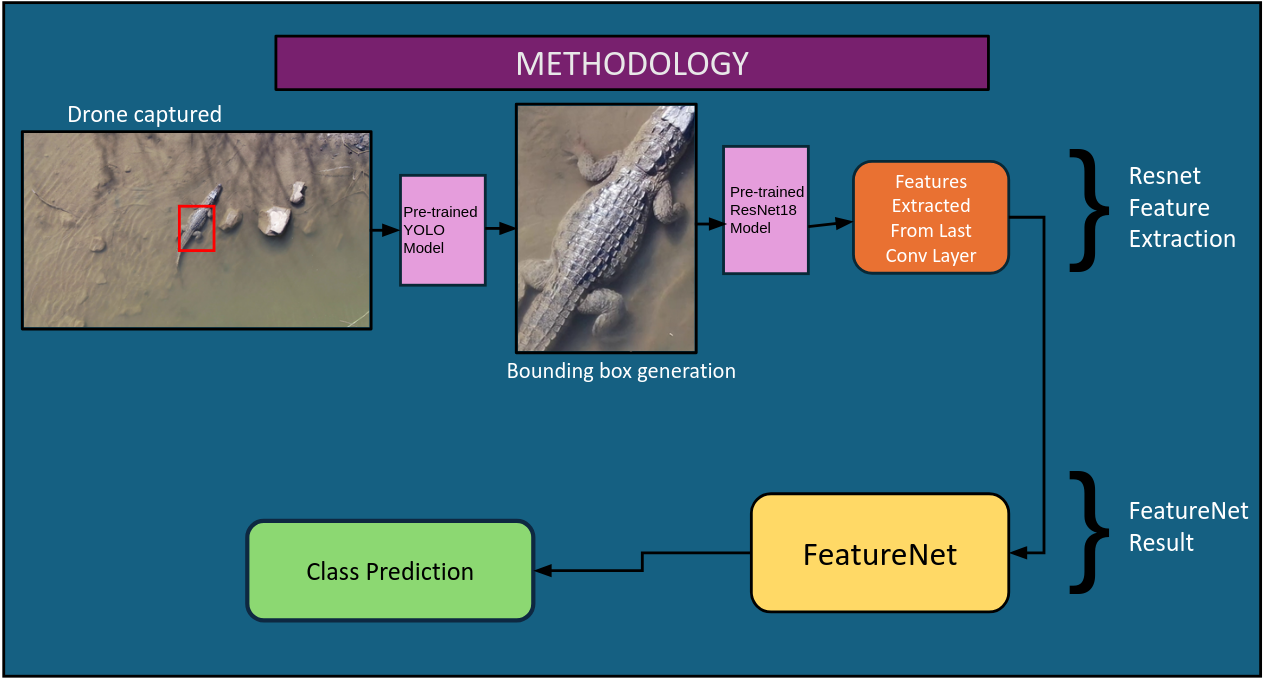 METHODOLOGY
Drone captured
Pre-trained
YOLO
Model
Bounding box generation
Pre-trained
ResNet18
Model
Features
Extracted
From Last
Conv Layer
Resnet
Feature
Extraction
FeatureNet
Result
FeatureNet
Class Prediction